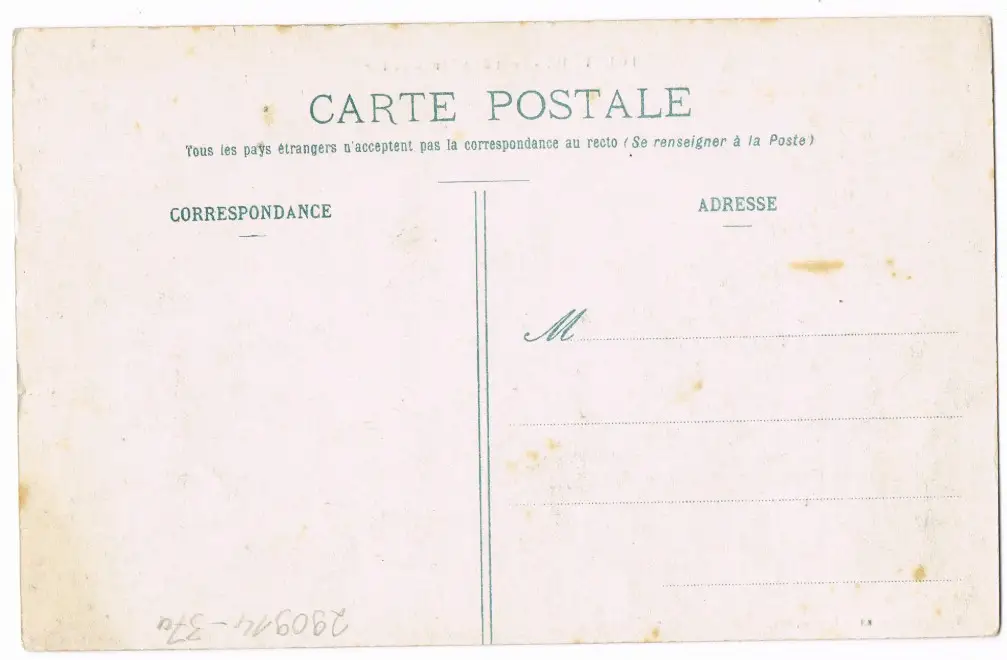 CARTE POSTALE
Tous les pays étrangers n'acceptent pas la correspondance au recto (Se renseigner à la Poste)
CORRESPONDANCE
ADRESSE
M
290914-37a